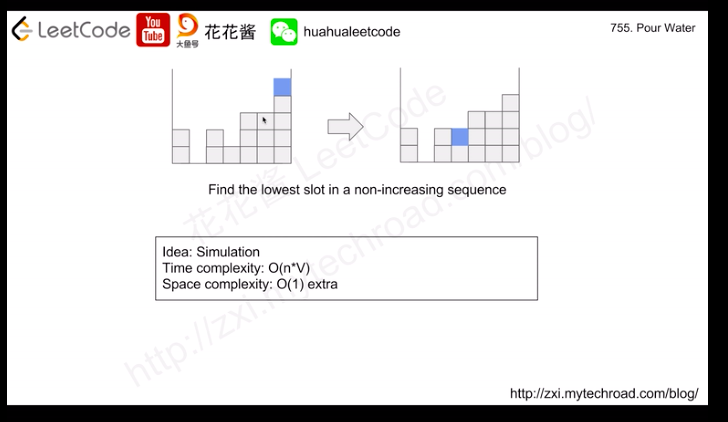 LeetCode
You
Tube
大鱼号
花花酱
huahualeetcode
755. Pour Water
Find the lowest slot in a non-increasing sequence
Idea: Simulation
Time complexity: O(n*V)
Space complexity: O(1) extra
花花酱 LeetCode
http://zxi.mytechroad.com/blog/
http://zxi.mytechroad.com/blog/